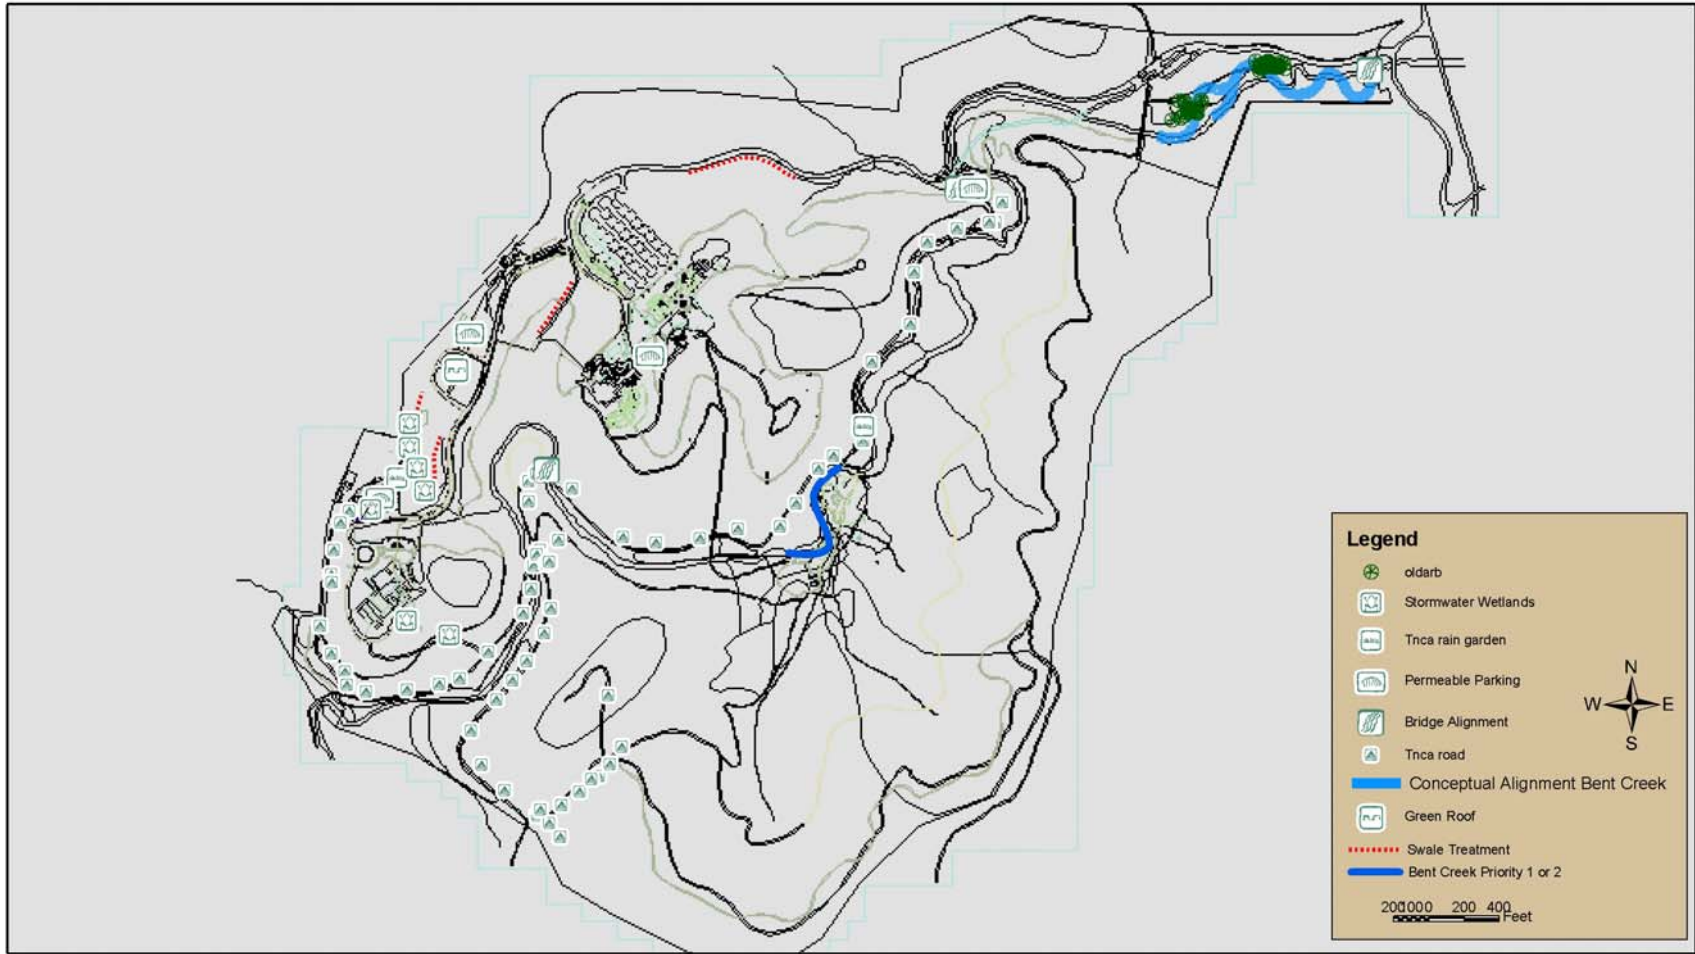 Legend
oldarb
Stormwater Wetlands
Tnca rain garden
Permeable Parking
Bridge Alignment
Tnca road
Conceptual Alignment Bent Creek
Green Roof
Swale Treatment
Bent Creek Priority 1 or 2
N
W E
S
200 100 0 200 400
Feet